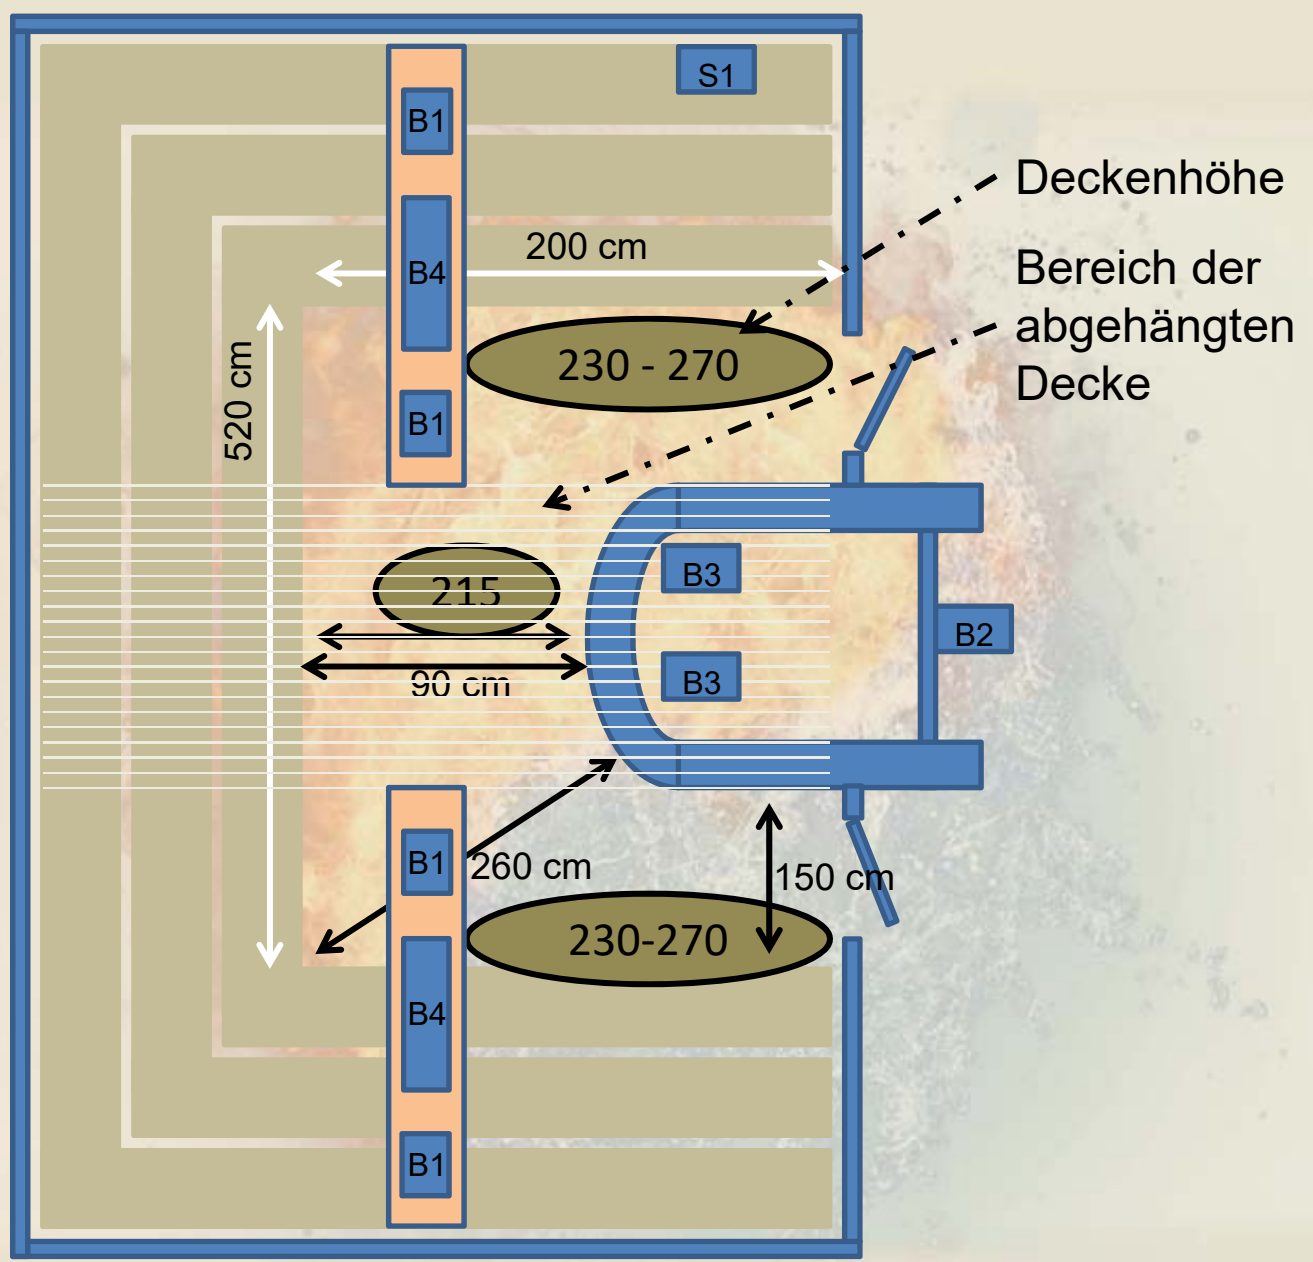 S1
B1
Deckenhöhe
200 cm
B4
Bereich der
abgehängten
Decke
230 - 270
520 cm
B1
215
B3
B2
90 cm
B3
B1
260 cm
150 cm
230-270
B4
B1